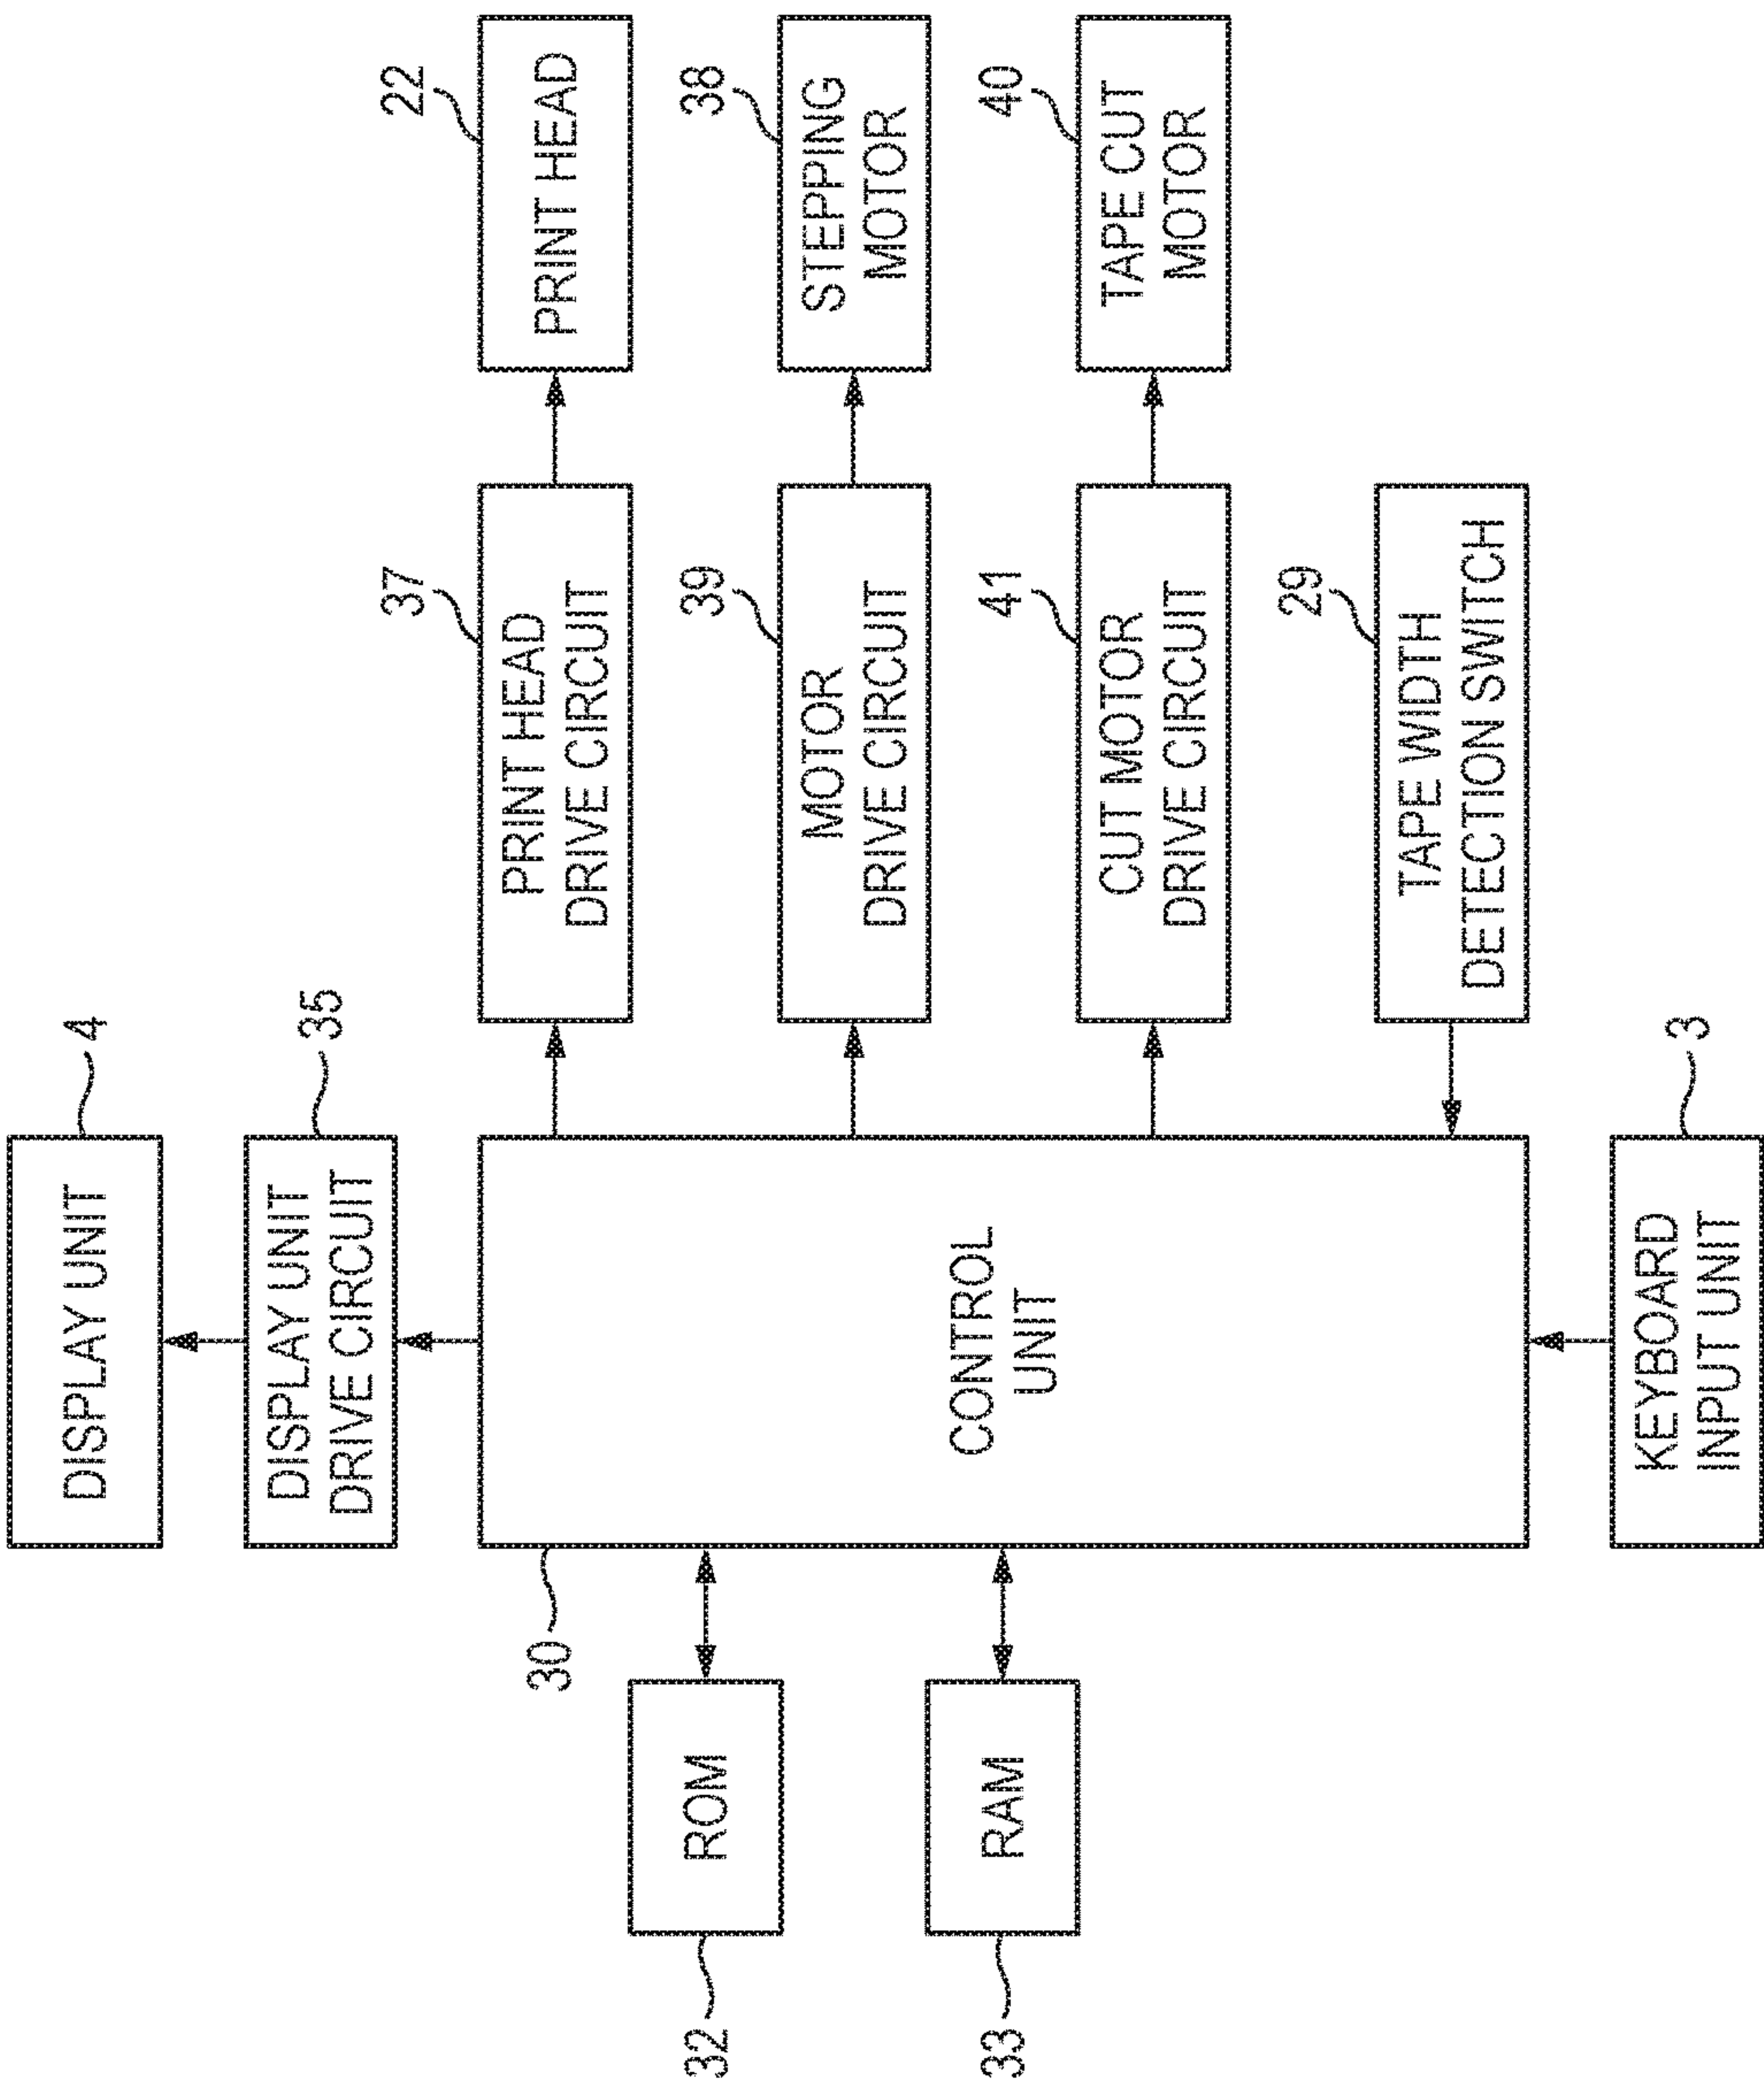 4
DISPLAY UNIT
35
DISPLAY UNIT
DRIVE CIRCUIT
30
CONTROL
UNIT
32
ROM
33
RAM
37
PRINT HEAD
DRIVE CIRCUIT
22
PRINT HEAD
39
MOTOR
DRIVE CIRCUIT
38
STEPPING
MOTOR
41
CUT MOTOR
DRIVE CIRCUIT
40
TAPE CUT
MOTOR
29
TAPE WIDTH
DETECTION SWITCH
3
KEYBOARD
INPUT UNIT